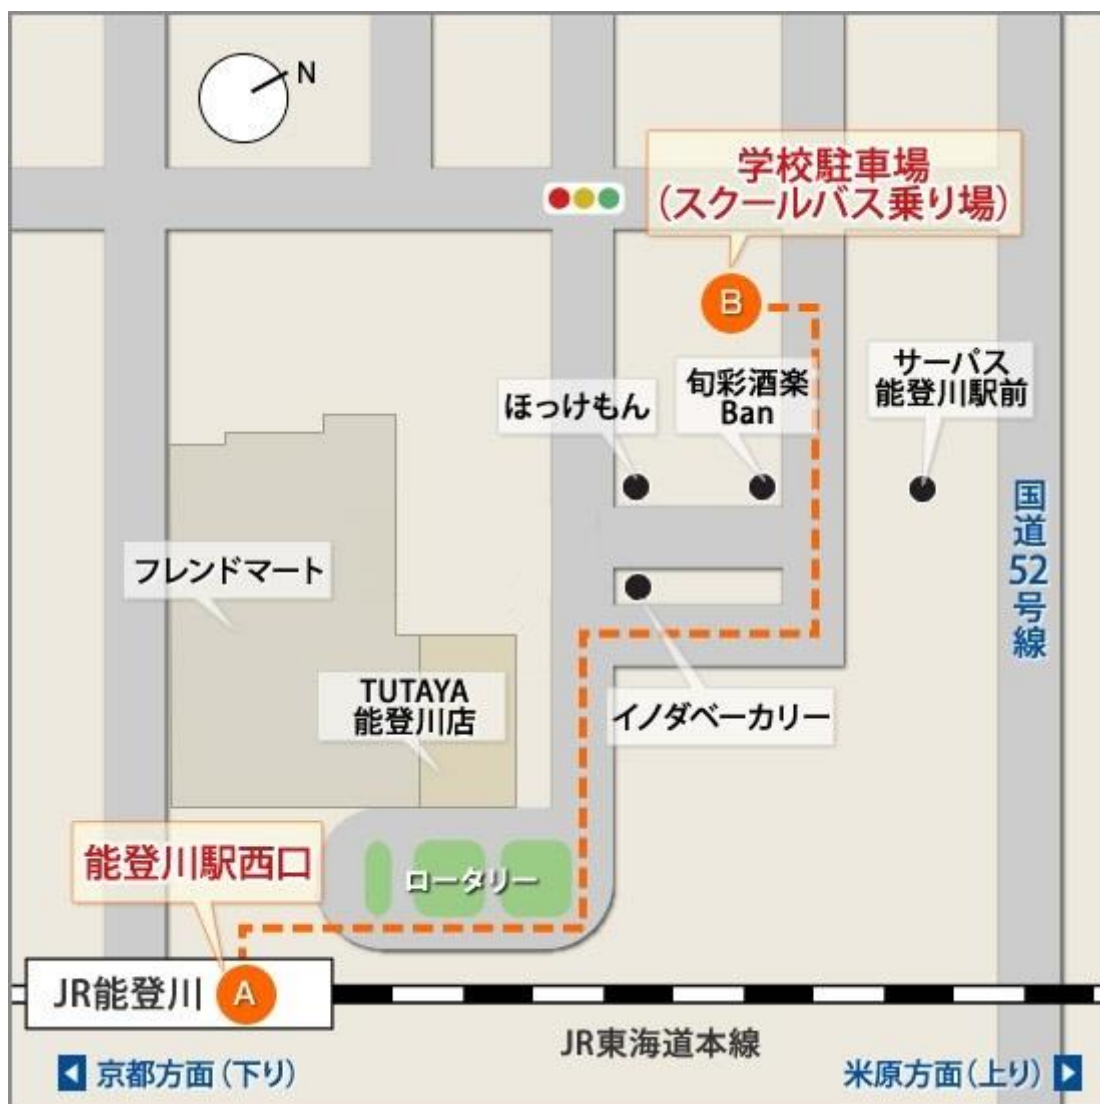 N
学校駐車場
(スクールバス乗り場)
B
サーパス
能登川駅前
旬彩酒楽
Ban
ほっけもん
国道52号線
フレンドマート
TUTAYA
能登川店
イノダベーカリー
能登川駅西口
ロータリー
JR能登川
A
JR東海道本線
京都方面(下り)
米原方面(上り)